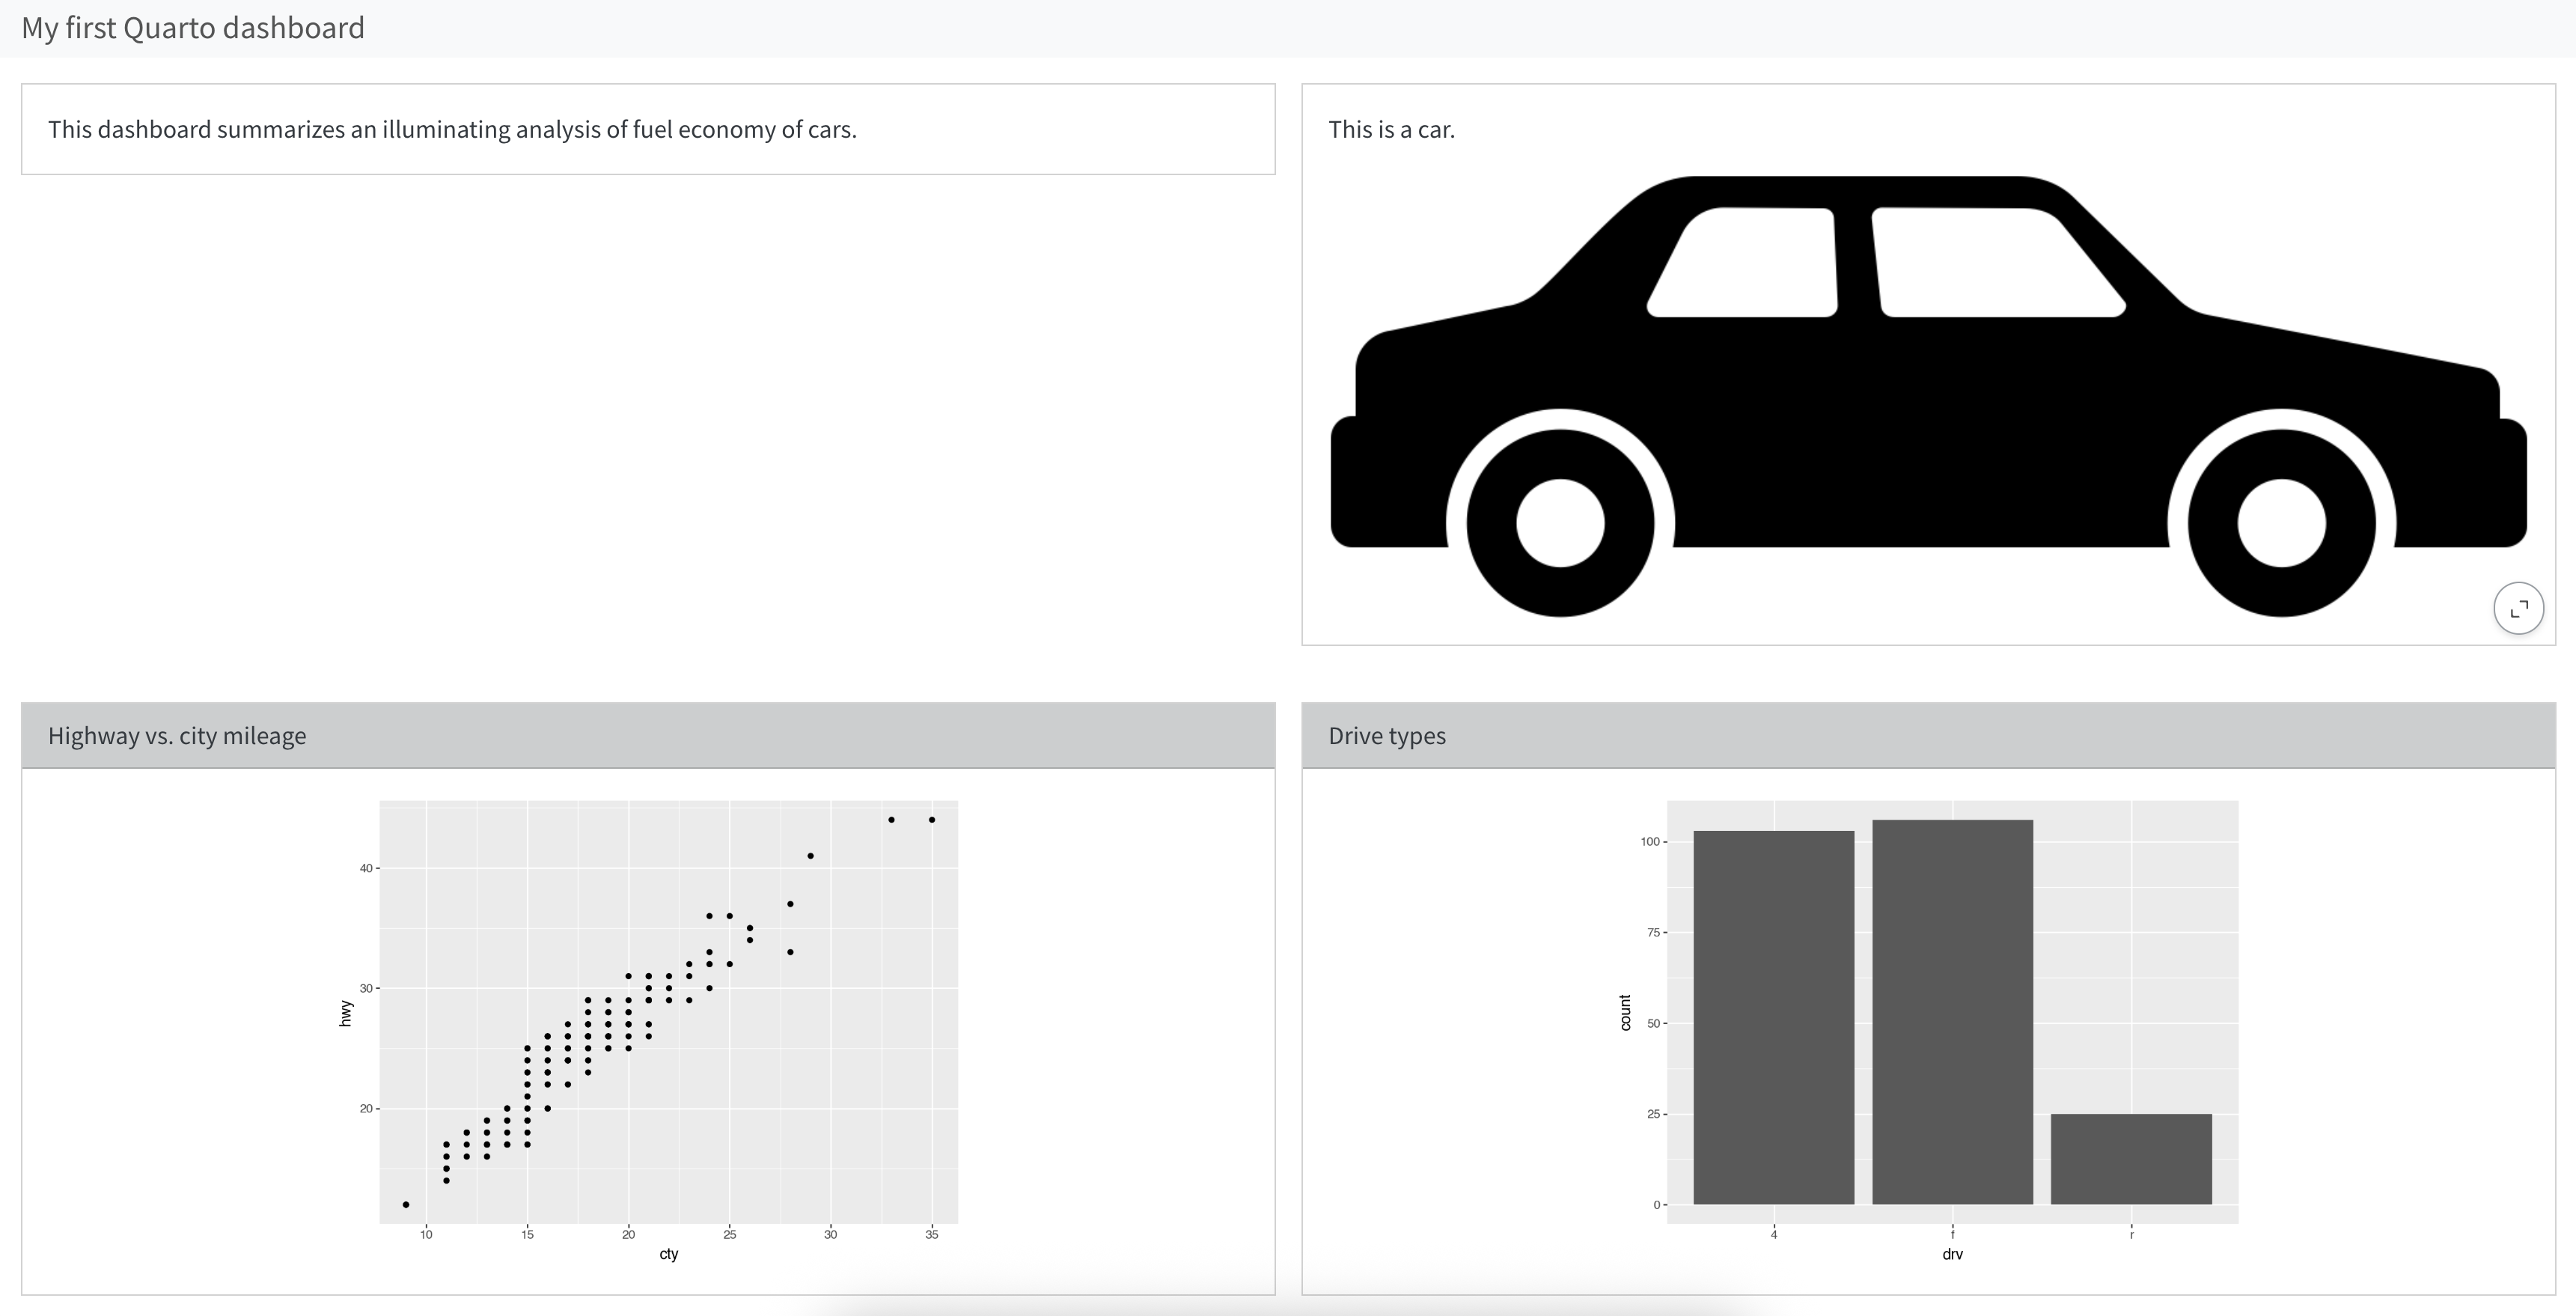 My first Quarto dashboard
This dashboard summarizes an illuminating analysis of fuel economy of cars.
This is a car.
Highway vs. city mileage
40
30
20
hwy
10 15 20 25 30 35
cty
Drive types
100
75
50
25
0
count
4 f r
drv